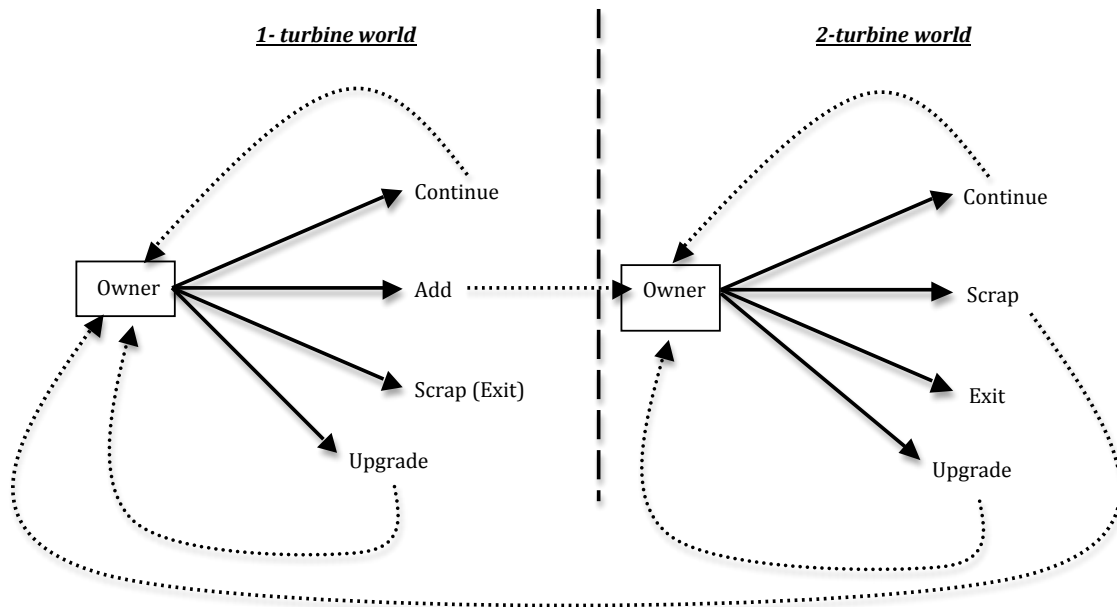 1- turbine world
Continue
Owner
Add
Scrap (Exit)
Upgrade
2-turbine world
Continue
Owner
Scrap
Exit
Upgrade